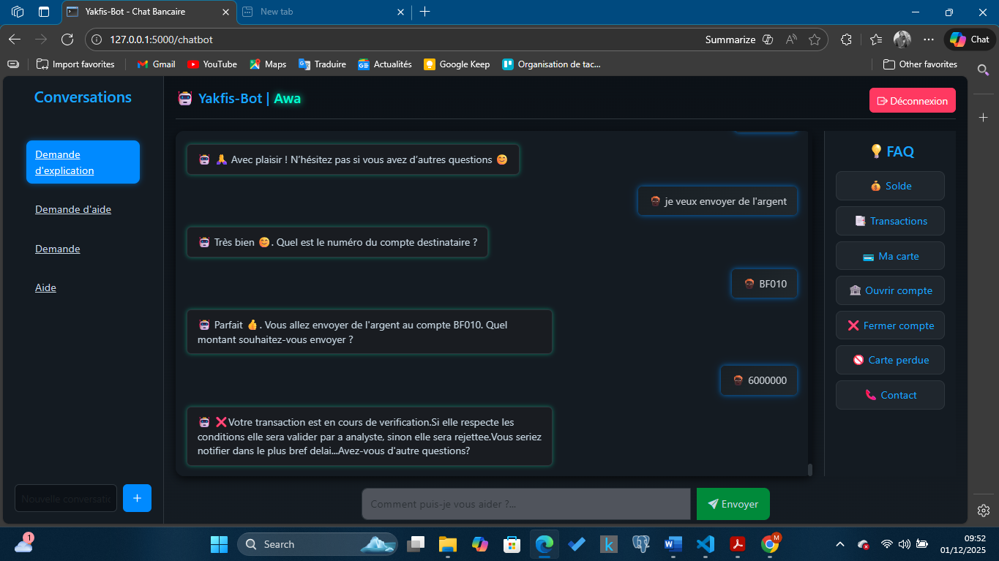 Yakfis-Bot - Chat Bancaire
New tab
127.0.0.1:5000/chatbot
Summarize
Chat
Import favorites
Gmail
YouTube
Maps
Traduire
Actualités
Google Keep
Organisation de tac...
Other favorites
Conversations
Demande
d'explication
Demande d'aide
Demande
Aide
Nouvelle conversatio
+
Yakfis-Bot | Awa
Déconnexion
Avec plaisir ! N’hésitez pas si vous avez d’autres questions
je veux envoyer de l'argent
Très bien 😊. Quel est le numéro du compte destinataire ?
BF010
Parfait 👍. Vous allez envoyer de l'argent au compte BF010. Quel
montant souhaitez-vous envoyer ?
6000000
❌Votre transaction est en cours de verification.Si elle respecte les
conditions elle sera valider par a analyste, sinon elle sera rejettee.Vous seriez
notifier dans le plus bref delai...Avez-vous d'autre questions?
Comment puis-je vous aider ?...
Envoyer
FAQ
Solde
Transactions
Ma carte
Ouvrir compte
Fermer compte
Carte perdue
Contact
1
Search
M
09:52
01/12/2025